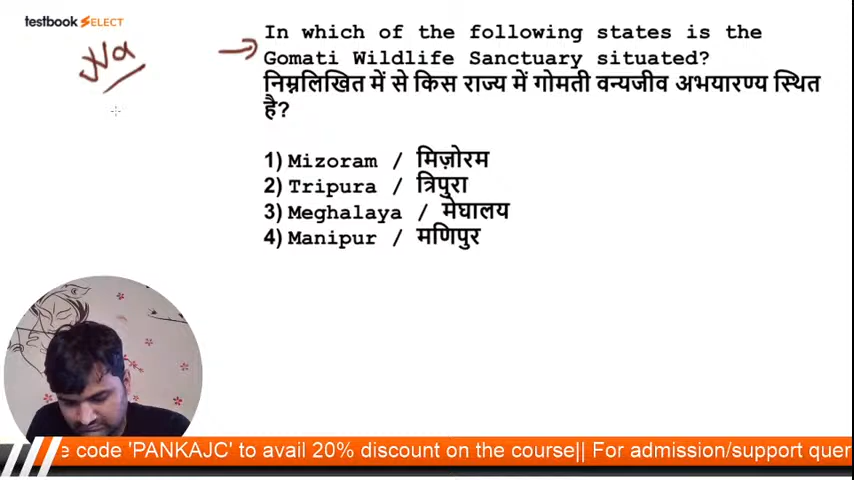 testbook SELECT
In which of the following states is the
Gomati Wildlife Sanctuary situated?
निम्नलिखित में से किस राज्य में गोमती वन्यजीव अभयारण्य स्थित
है?
1) Mizoram / मिज़ोरम
2) Tripura / त्रिपुरा
3) Meghalaya / मेघालय
4) Manipur / मणिपुर
e code 'PANKAJC' to avail 20% discount on the course|| For admission/support quer